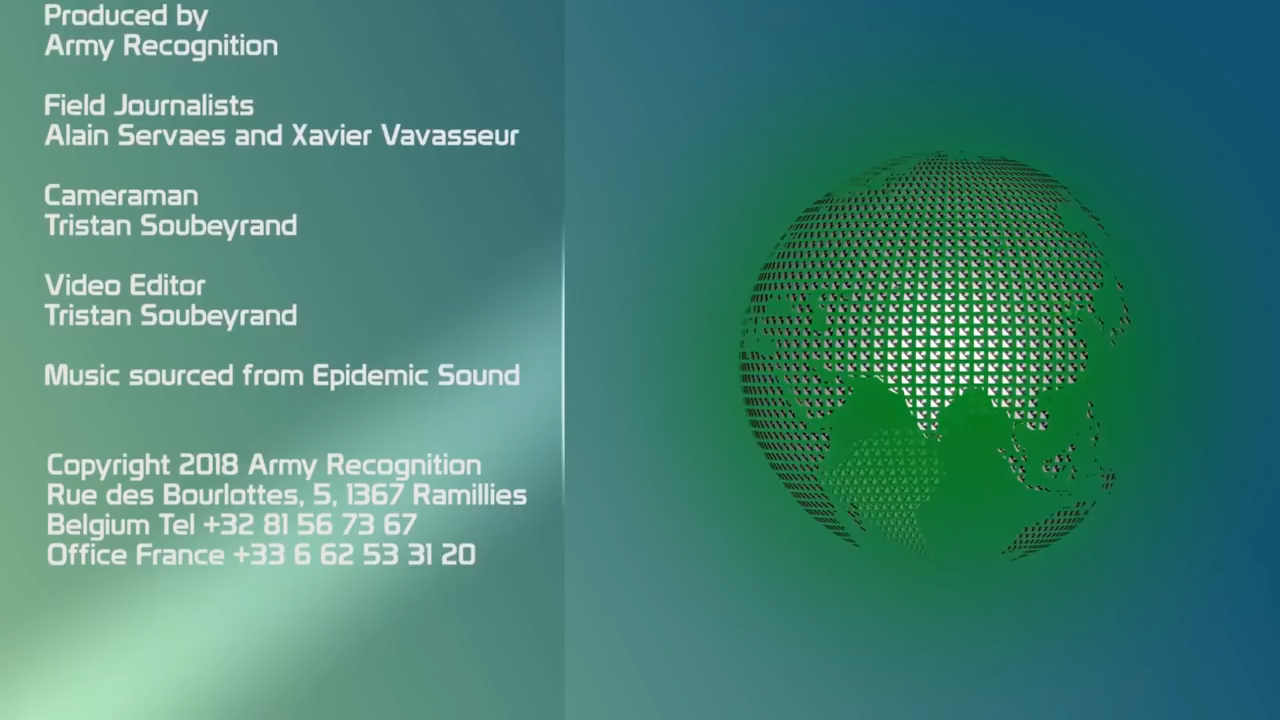 Produced by
Army Recognition
Field Journalists
Alain Servaes and Xavier Vavasseur
Cameraman
Tristan Soubeyrand
Video Editor
Tristan Soubeyrand
Music sourced from Epidemic Sound
Copyright 2018 Army Recognition
Rue des Bourlottes, 5, 1367 Ramillies
Belgium Tel +32 81 56 73 67
Office France +33 6 62 53 31 20